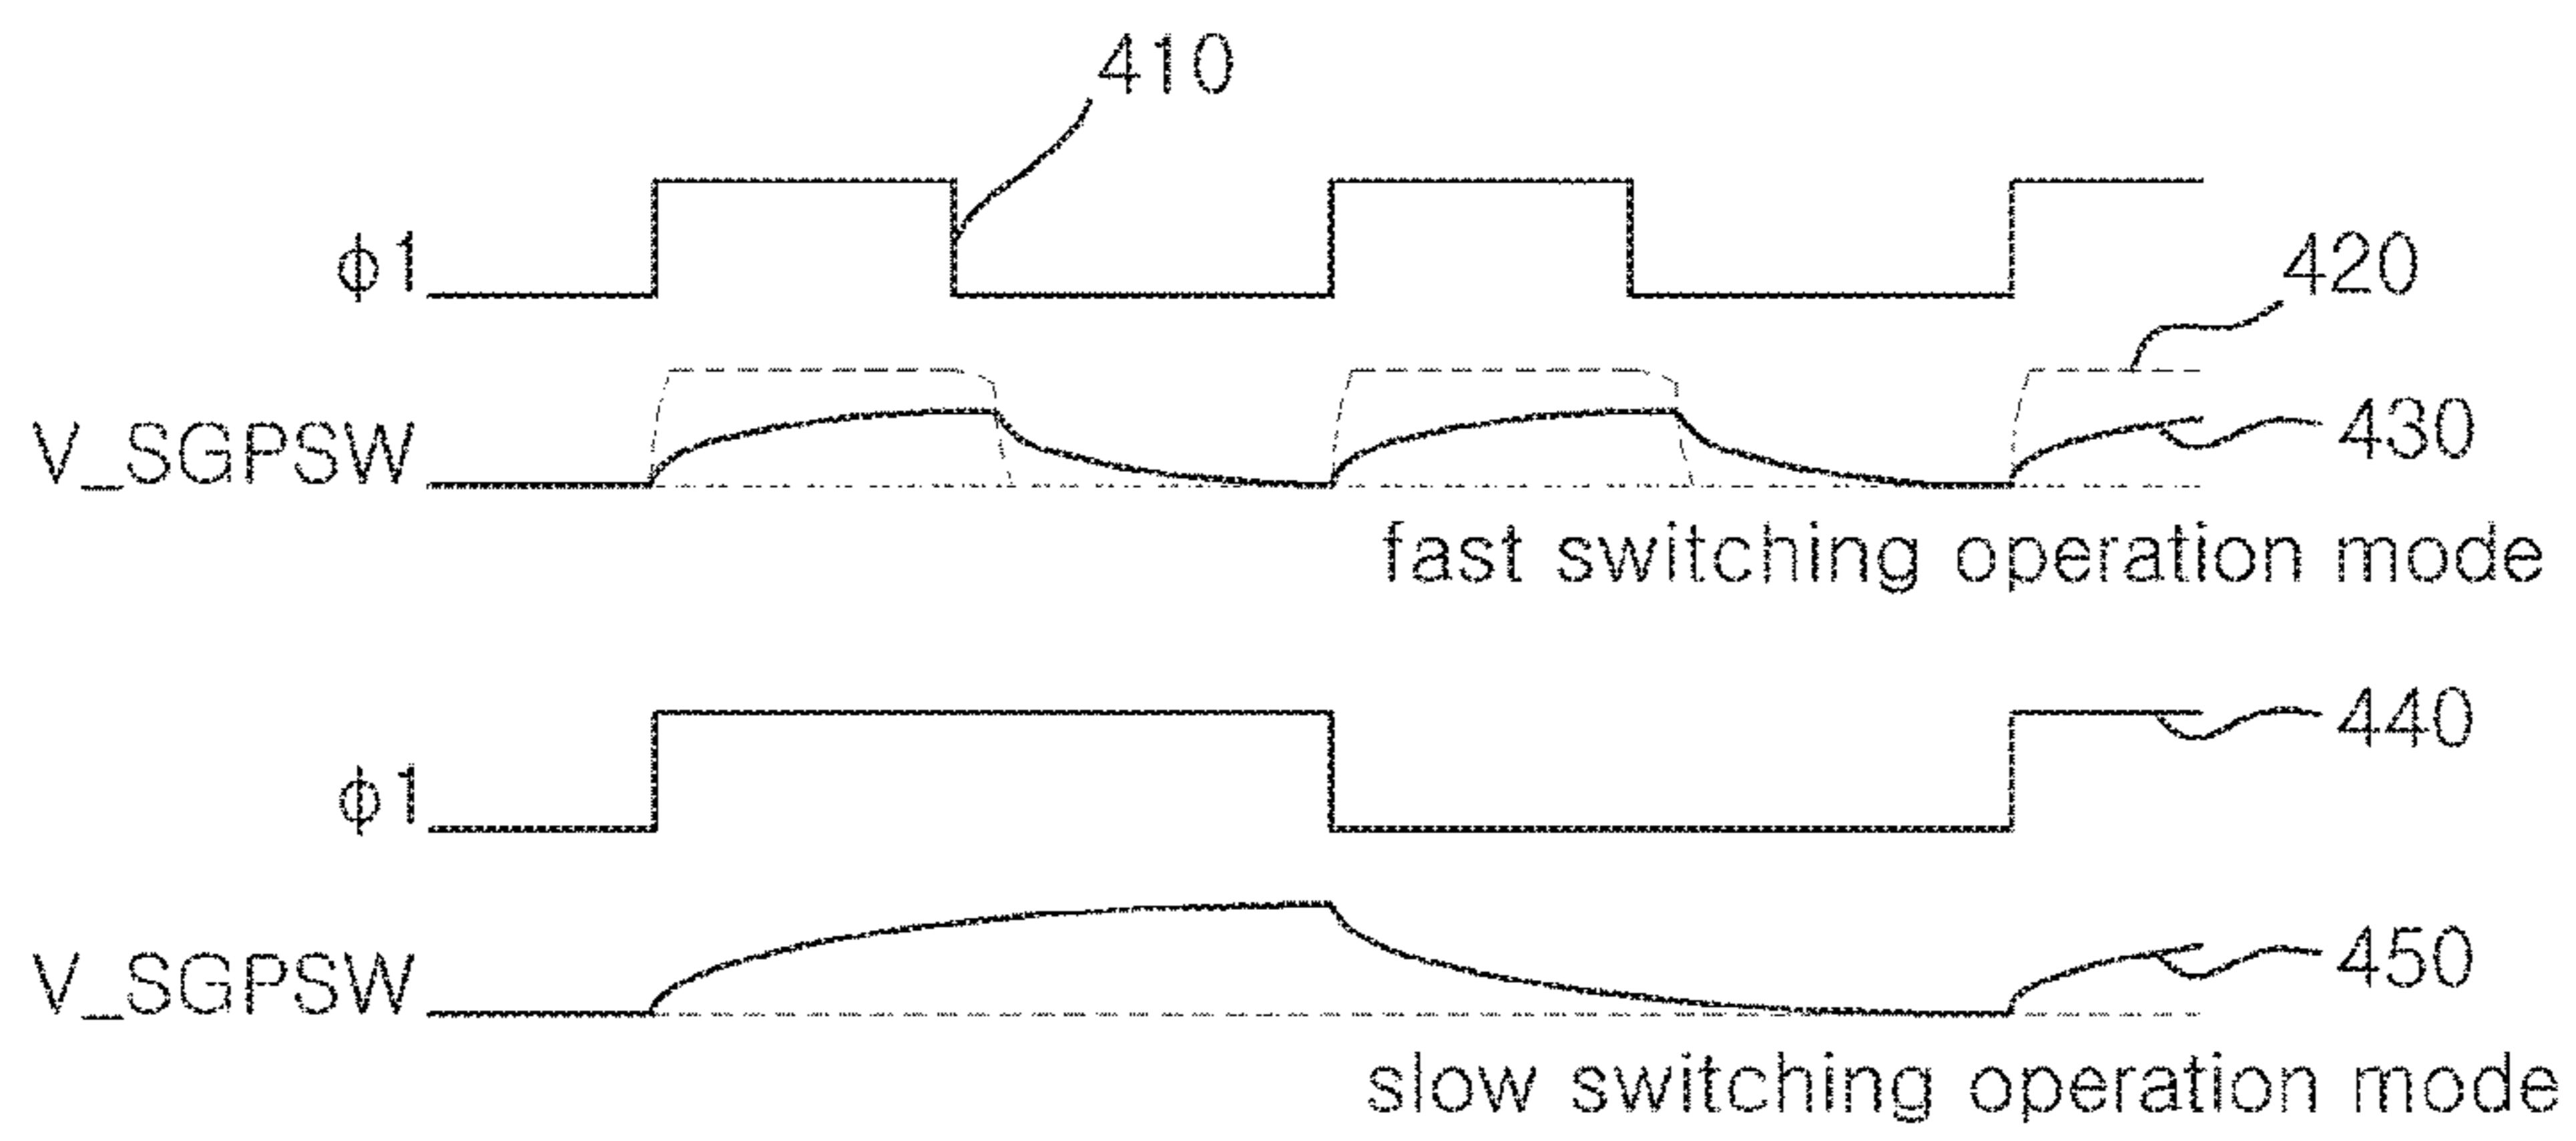 410
ϕ1
420
V_SGPSW
430
fast switching operation mode
440
ϕ1
V_SGPSW
450
slow switching operation mode